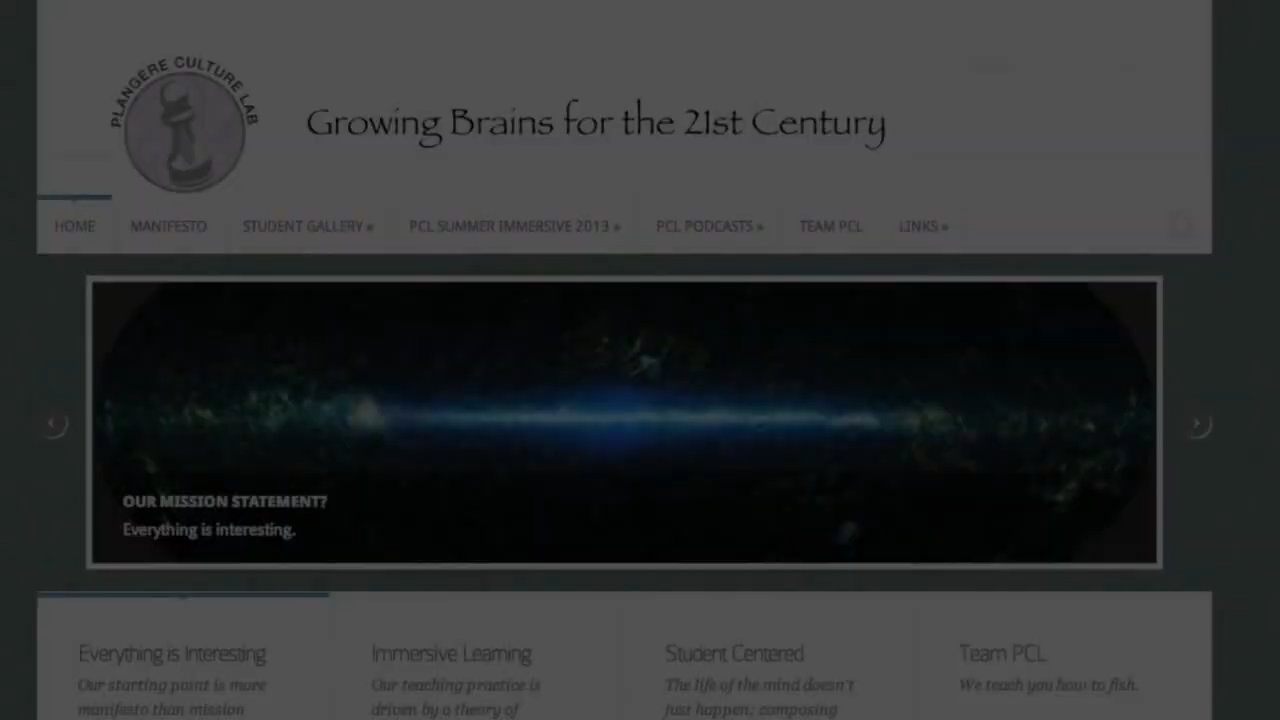 PLANGERE CULTURE LAB
Growing Brains for the 21st Century
HOME MANIFESTO STUDENT GALLERY » PCL SUMMER IMMERSIVE 2013 » PCL PODCASTS » TEAM PCL LINKS »
OUR MISSION STATEMENT?
Everything is interesting.
Everything is Interesting
Our starting point is more
manifesto than mission
Immersive Learning
Our teaching practice is
driven by a theory of
Student Centered
The life of the mind doesn't
just happen; composing
Team PCL
We teach you how to fish.